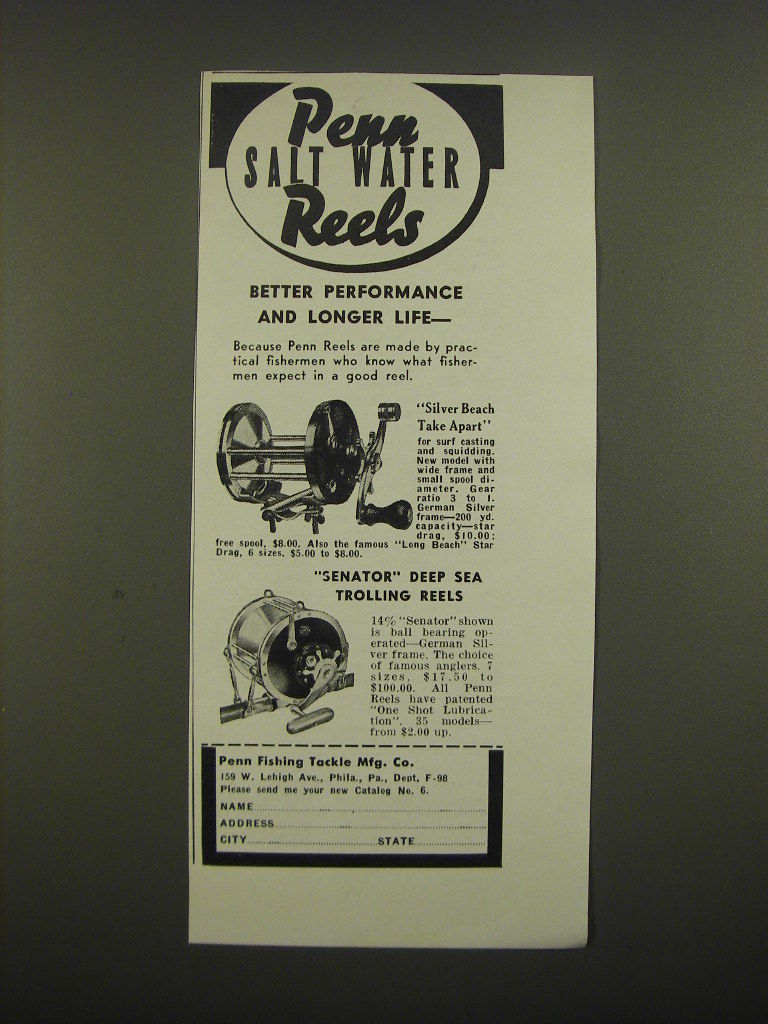 Penn
SALT WATER
Reels
BETTER PERFORMANCE
AND LONGER LIFE—
Because Penn Reels are made by prac-
tical fishermen who know what fisher-
men expect in a good reel.
"Silver Beach
Take Apart"
for surf casting
and squidding.
New model with
wide frame and
small spool di-
ameter. Gear
ratio 3 to 1.
German Silver
frame—200 yd.
capacity—star
drag, $10.00;
free spool, $8.00. Also the famous "Long Beach" Star
Drag, 6 sizes. $5.00 to $8.00.
"SENATOR" DEEP SEA
TROLLING REELS
14% "Senator" shown
is ball bearing op-
erated—German Sil-
ver frame. The choice
of famous anglers. 7
sizes, $17.50 to
$100.00. All Penn
Reels have patented
"One Shot Lubrica-
tion". 35 models—
from $2.00 up.
Penn Fishing Tackle Mfg. Co.
159 W. Lehigh Ave., Phila., Pa., Dept. F-98
Please send me your new Catalog No. 6.
NAME
ADDRESS
CITY STATE